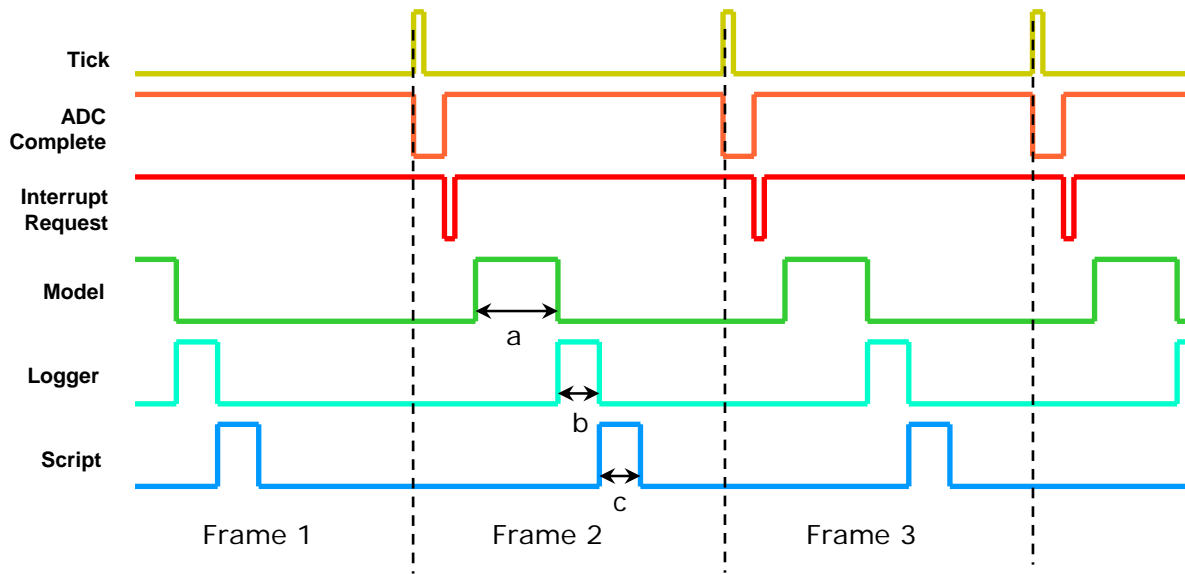 Tick
ADC
Complete
Interrupt
Request
Model
a
Logger
b
Script
c
Frame 1
Frame 2
Frame 3